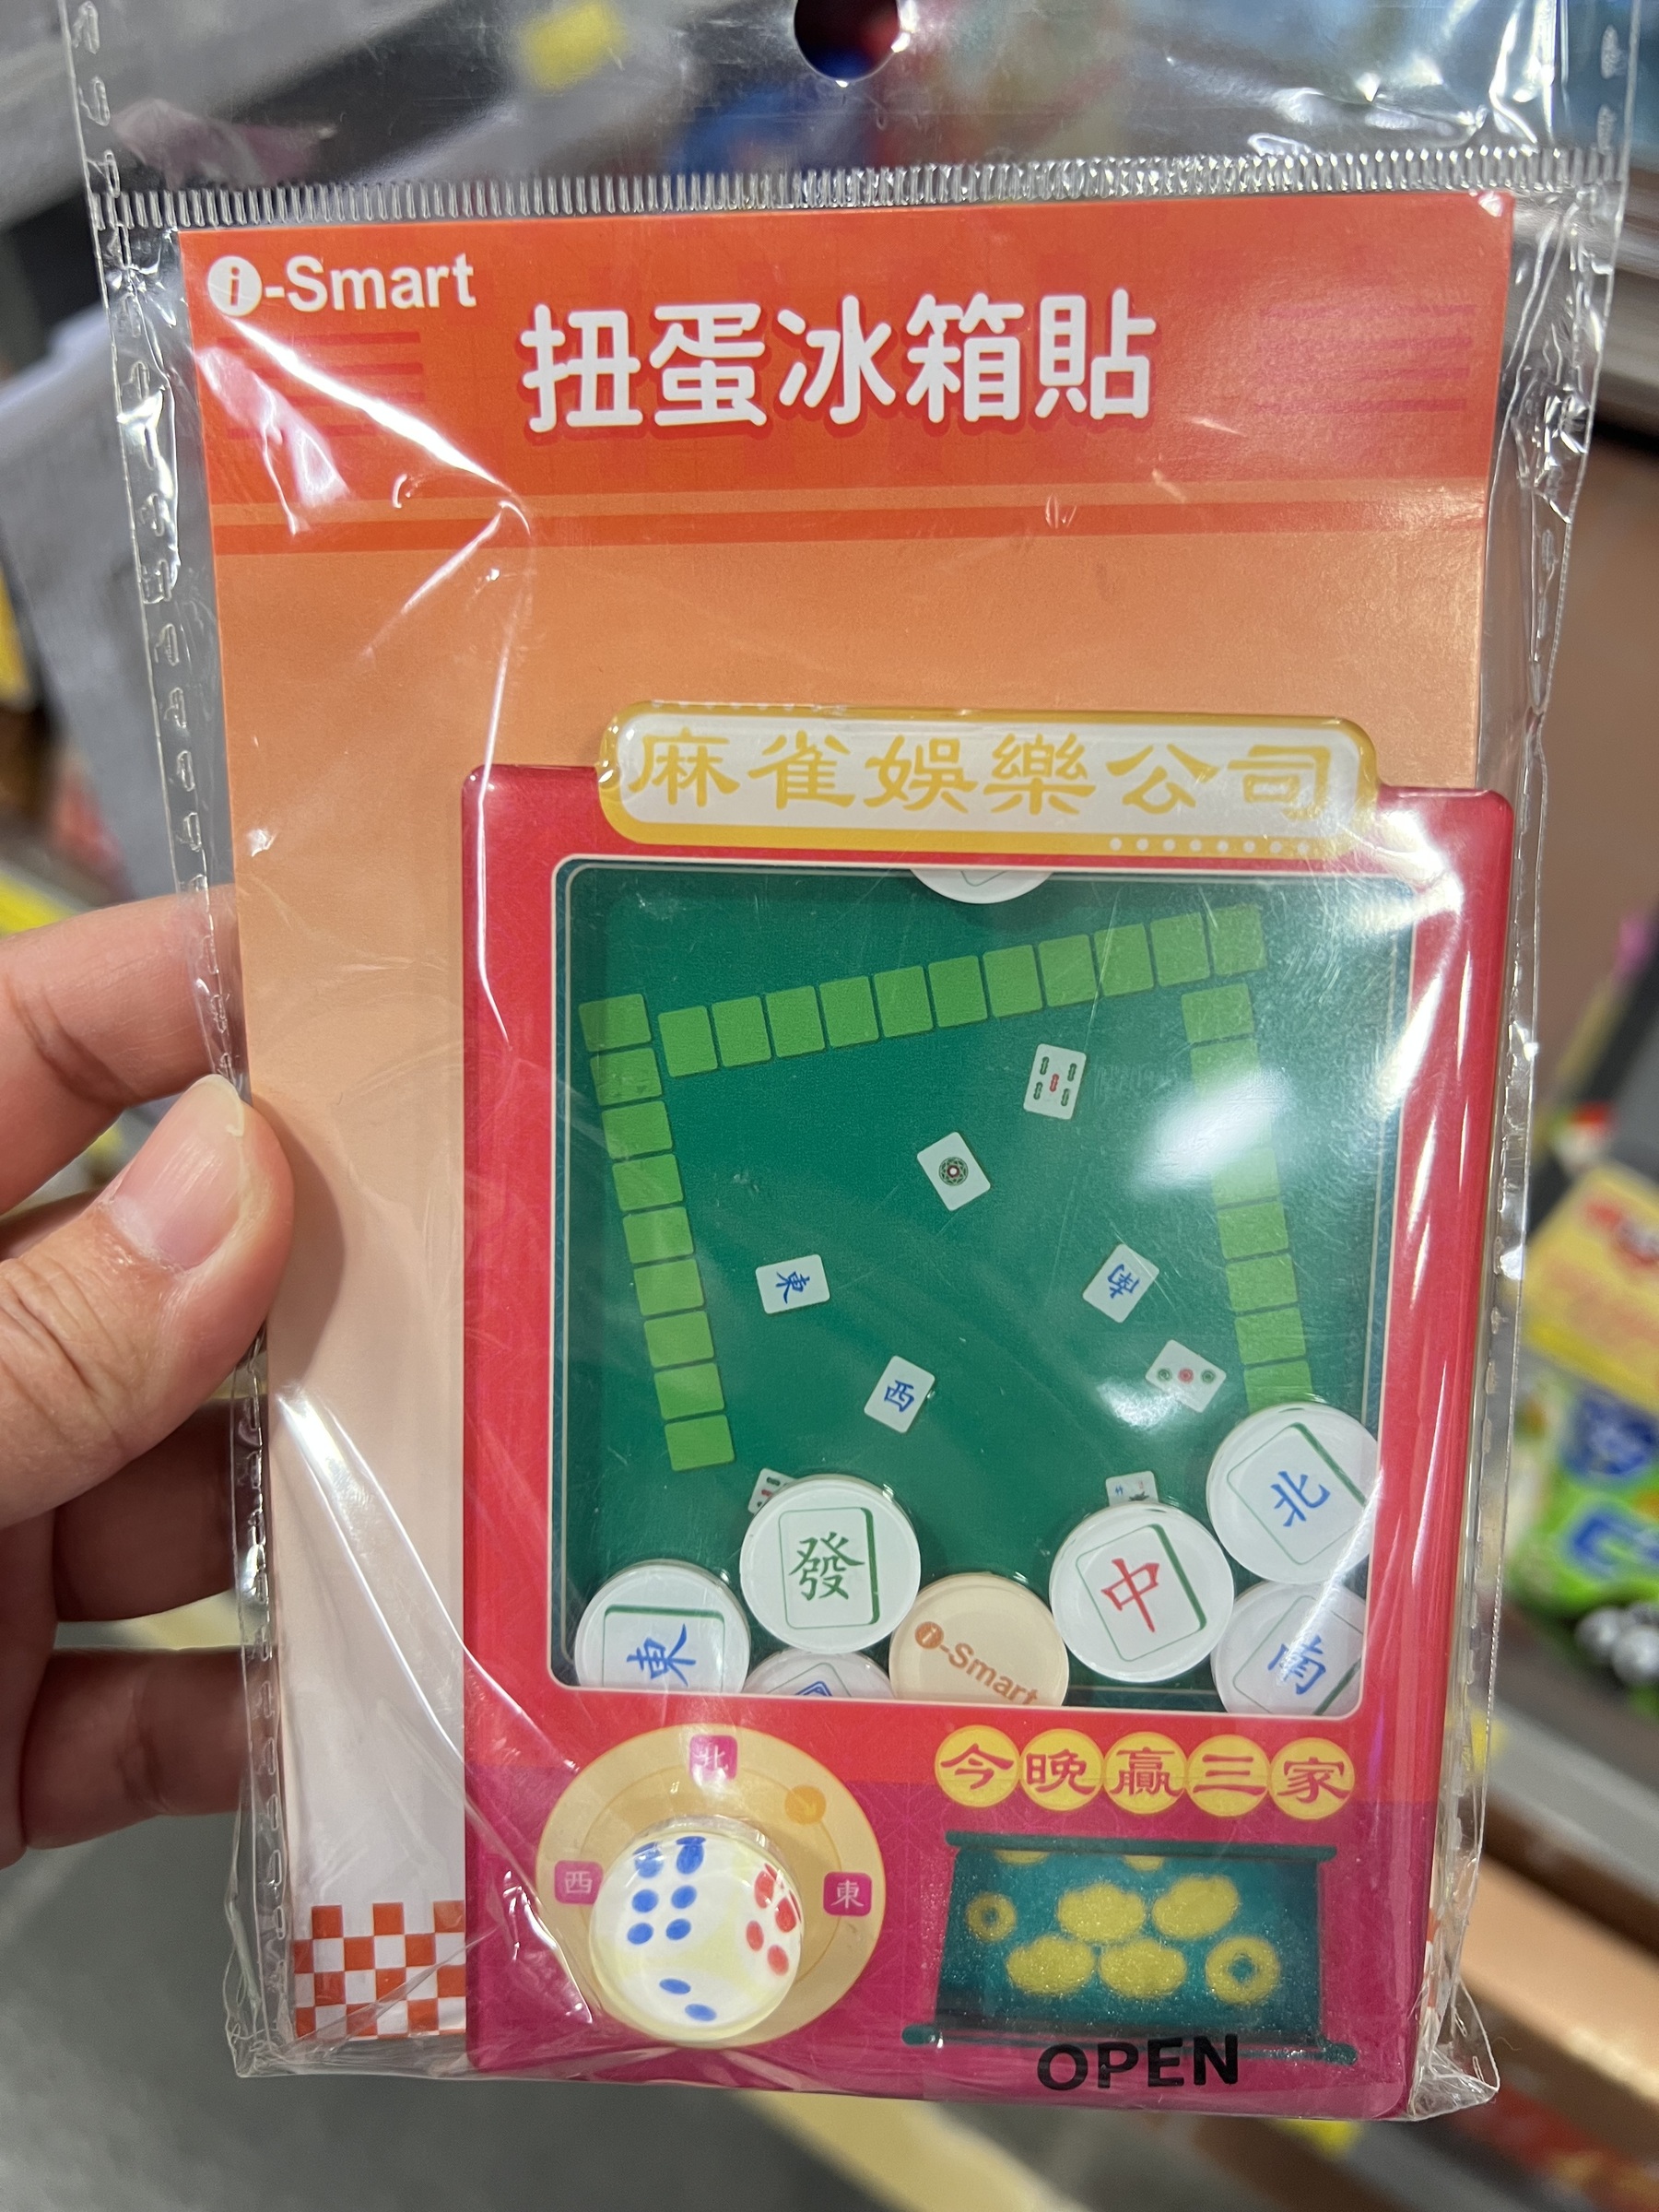 i-Smart
扭蛋冰箱貼
麻雀娛樂公司
東
南
西
北
發
中
東
i-Smart
南
今晚贏三家
北
西
東
OPEN